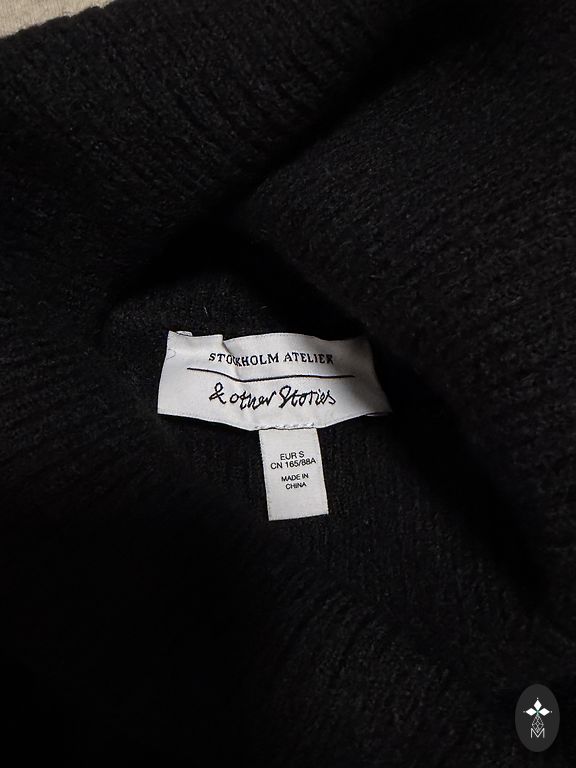 STOCKHOLM ATELIER
& other Stories
EUR S
CN 165/88A
MADE IN
CHINA
M